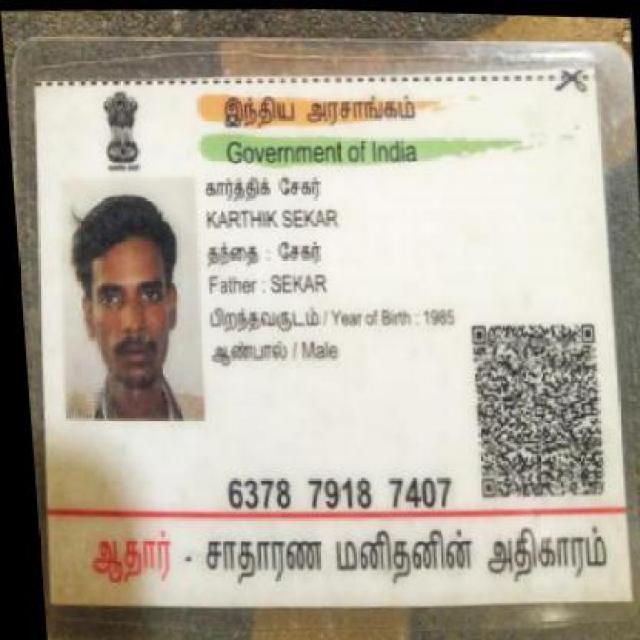 இந்திய அரசாங்கம்
Government of India
கார்த்திக் சேகர்
KARTHIK SEKAR
தந்தை : சேகர்
Father : SEKAR
பிறந்தவருடம் / Year of Birth : 1985
ஆண்பால் / Male
6378 7918 7407
ஆதார் - சாதாரண மனிதனின் அதிகாரம்